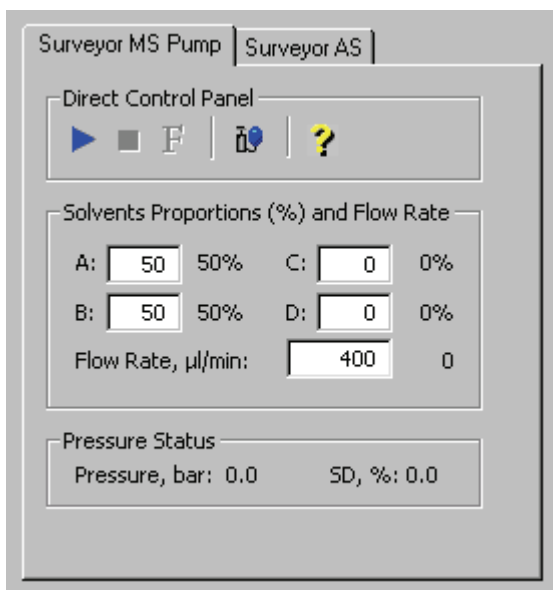 Surveyor MS Pump Surveyor AS
Direct Control Panel
F ?
Solvents Proportions (%) and Flow Rate
A: 50 50% C: 0 0%
B: 50 50% D: 0 0%
Flow Rate, µl/min: 400 0
Pressure Status
Pressure, bar: 0.0 SD, %: 0.0